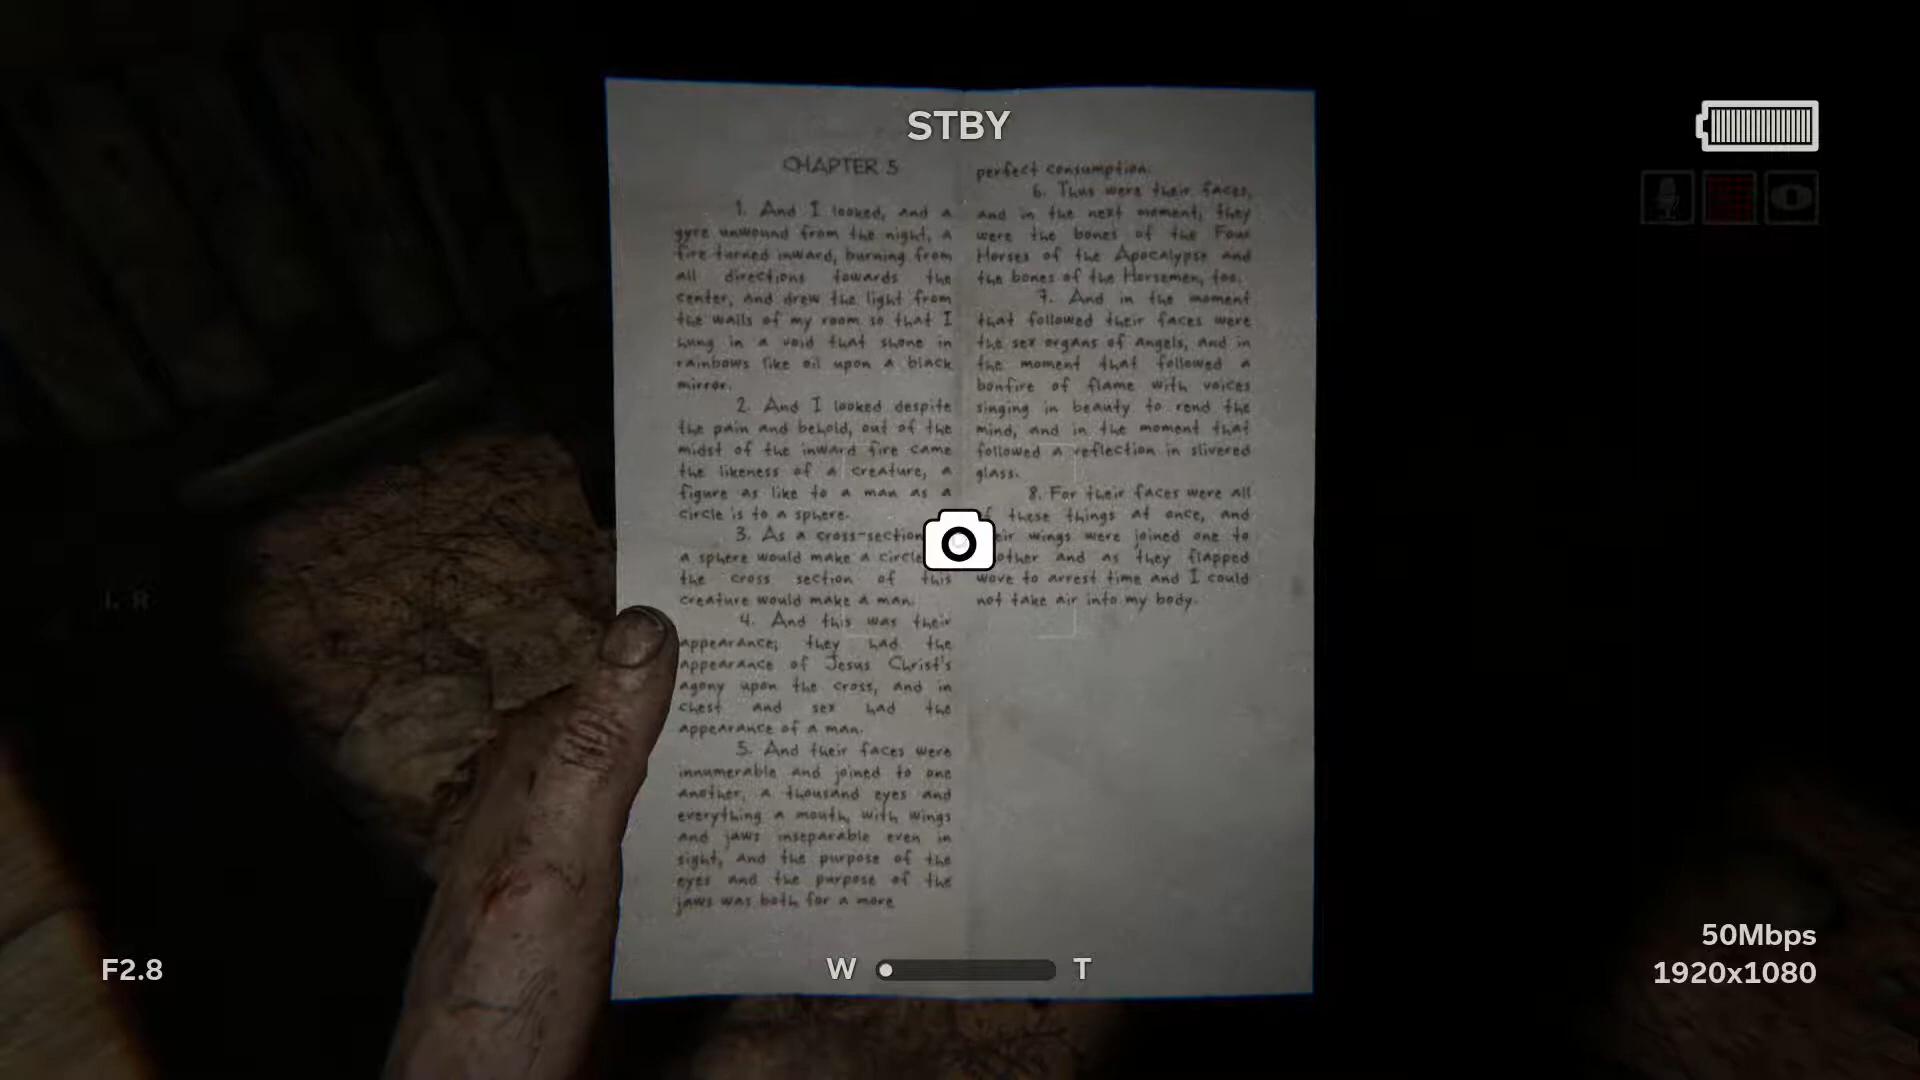 STBY
CHAPTER 5
1. And I looked, and a
gyre unwound from the night, a
fire turned inward, burning from
all directions towards the
center, and drew the light from
the walls of my room so that I
hung in a void that shone in
rainbows like oil upon a black
mirror.
2. And I looked despite
the pain and behold, out of the
midst of the inward fire came
the likeness of a creature, a
figure as like to a man as a
circle is to a sphere.
3. As a cross-section
a sphere would make a circle
the cross section of this
creature would make a man.
4. And this was their
appearance; they had the
appearance of Jesus Christ's
agony upon the cross, and in
chest and sex had the
appearance of a man.
5. And their faces were
innumerable and joined to one
another, a thousand eyes and
everything a mouth, with wings
and jaws inseparable even in
sight, and the purpose of the
eyes and the purpose of the
jaws was both for a more
perfect consumption.
6. Thus were their faces,
and in the next moment, they
were the bones of the Four
Horses of the Apocalypse and
the bones of the Horsemen, too.
7. And in the moment
that followed their faces were
the sex organs of angels, and in
the moment that followed a
bonfire of flame with voices
singing in beauty to rend the
mind, and in the moment that
followed a reflection in slivered
glass.
8. For their faces were all
these things at once, and
wings were joined one to
and as they flapped
wove to arrest time and I could
not take air into my body.
F2.8
W T
50Mbps
1920x1080